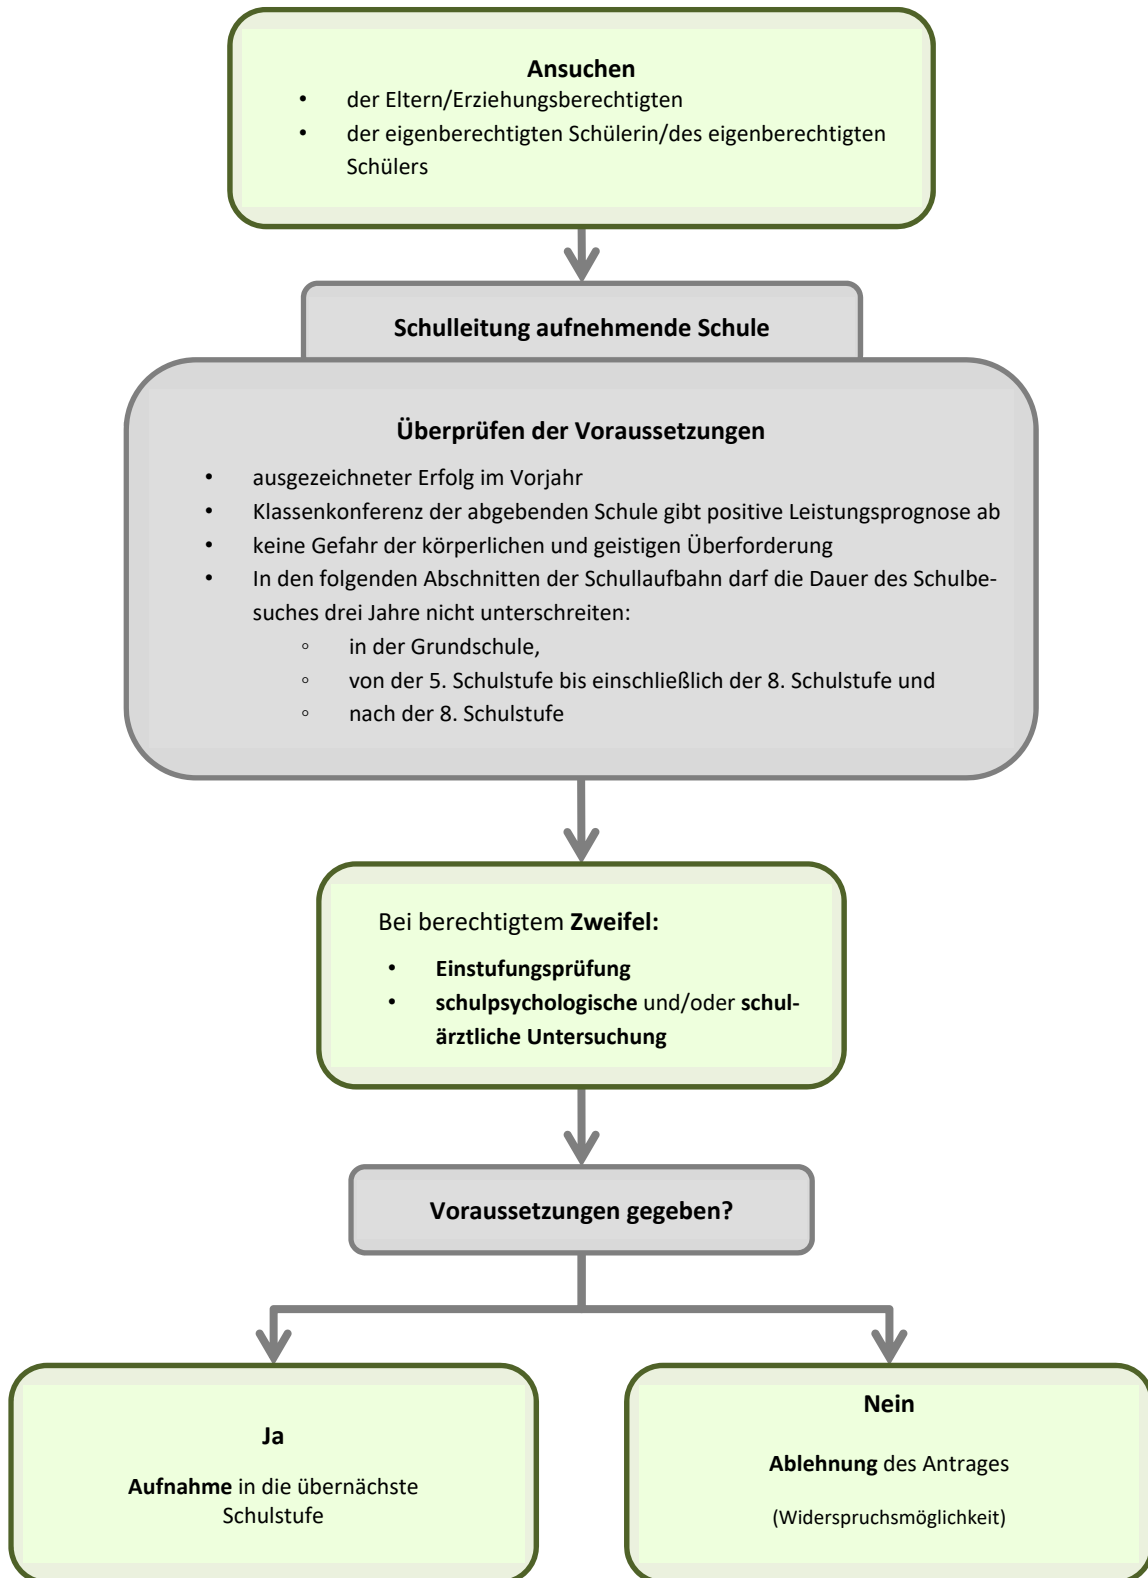 Ansuchen
• der Eltern/Erziehungsberechtigten
• der eigenberechtigten Schülerin/des eigenberechtigten
Schülers
Schulleitung aufnehmende Schule
Überprüfen der Voraussetzungen
• ausgezeichneter Erfolg im Vorjahr
• Klassenkonferenz der abgebenden Schule gibt positive Leistungsprognose ab
• keine Gefahr der körperlichen und geistigen Überforderung
• In den folgenden Abschnitten der Schullaufbahn darf die Dauer des Schulbe-
suches drei Jahre nicht unterschreiten:
◦ in der Grundschule,
◦ von der 5. Schulstufe bis einschließlich der 8. Schulstufe und
◦ nach der 8. Schulstufe
Bei berechtigtem Zweifel:
• Einstufungsprüfung
• schulpsychologische und/oder schul-
ärztliche Untersuchung
Voraussetzungen gegeben?
Ja
Aufnahme in die übernächste
Schulstufe
Nein
Ablehnung des Antrages
(Widerspruchsmöglichkeit)